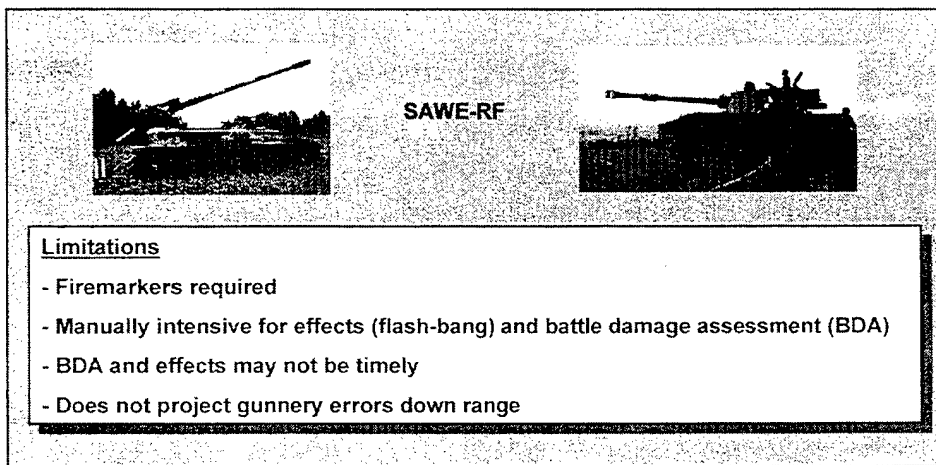 SAWE-RF
Limitations
- Firemarkers required
- Manually intensive for effects (flash-bang) and battle damage assessment (BDA)
- BDA and effects may not be timely
- Does not project gunnery errors down range